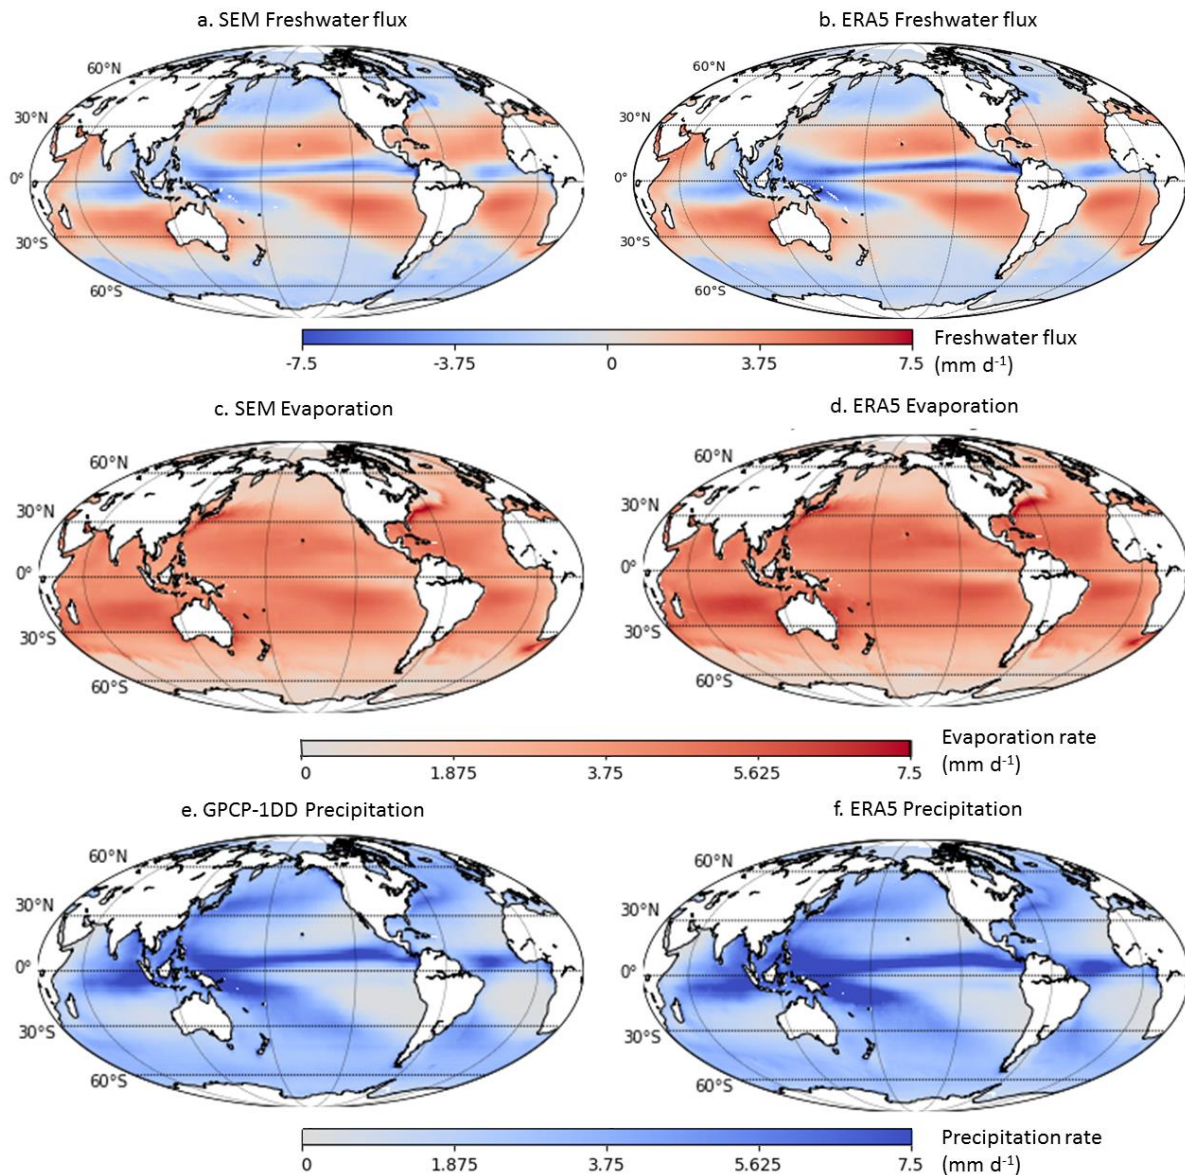 a. SEM Freshwater flux
b. ERA5 Freshwater flux
60°N
30°N
0°
30°S
60°S
60°N
30°N
0°
30°S
60°S
-7.5
-3.75
0
3.75
7.5
Freshwater flux
(mm d⁻¹)
c. SEM Evaporation
d. ERA5 Evaporation
60°N
30°N
0°
30°S
60°S
60°N
30°N
0°
30°S
60°S
0
1.875
3.75
5.625
7.5
Evaporation rate
(mm d⁻¹)
e. GPCP-1DD Precipitation
f. ERA5 Precipitation
60°N
30°N
0°
30°S
60°S
60°N
30°N
0°
30°S
60°S
0
1.875
3.75
5.625
7.5
Precipitation rate
(mm d⁻¹)